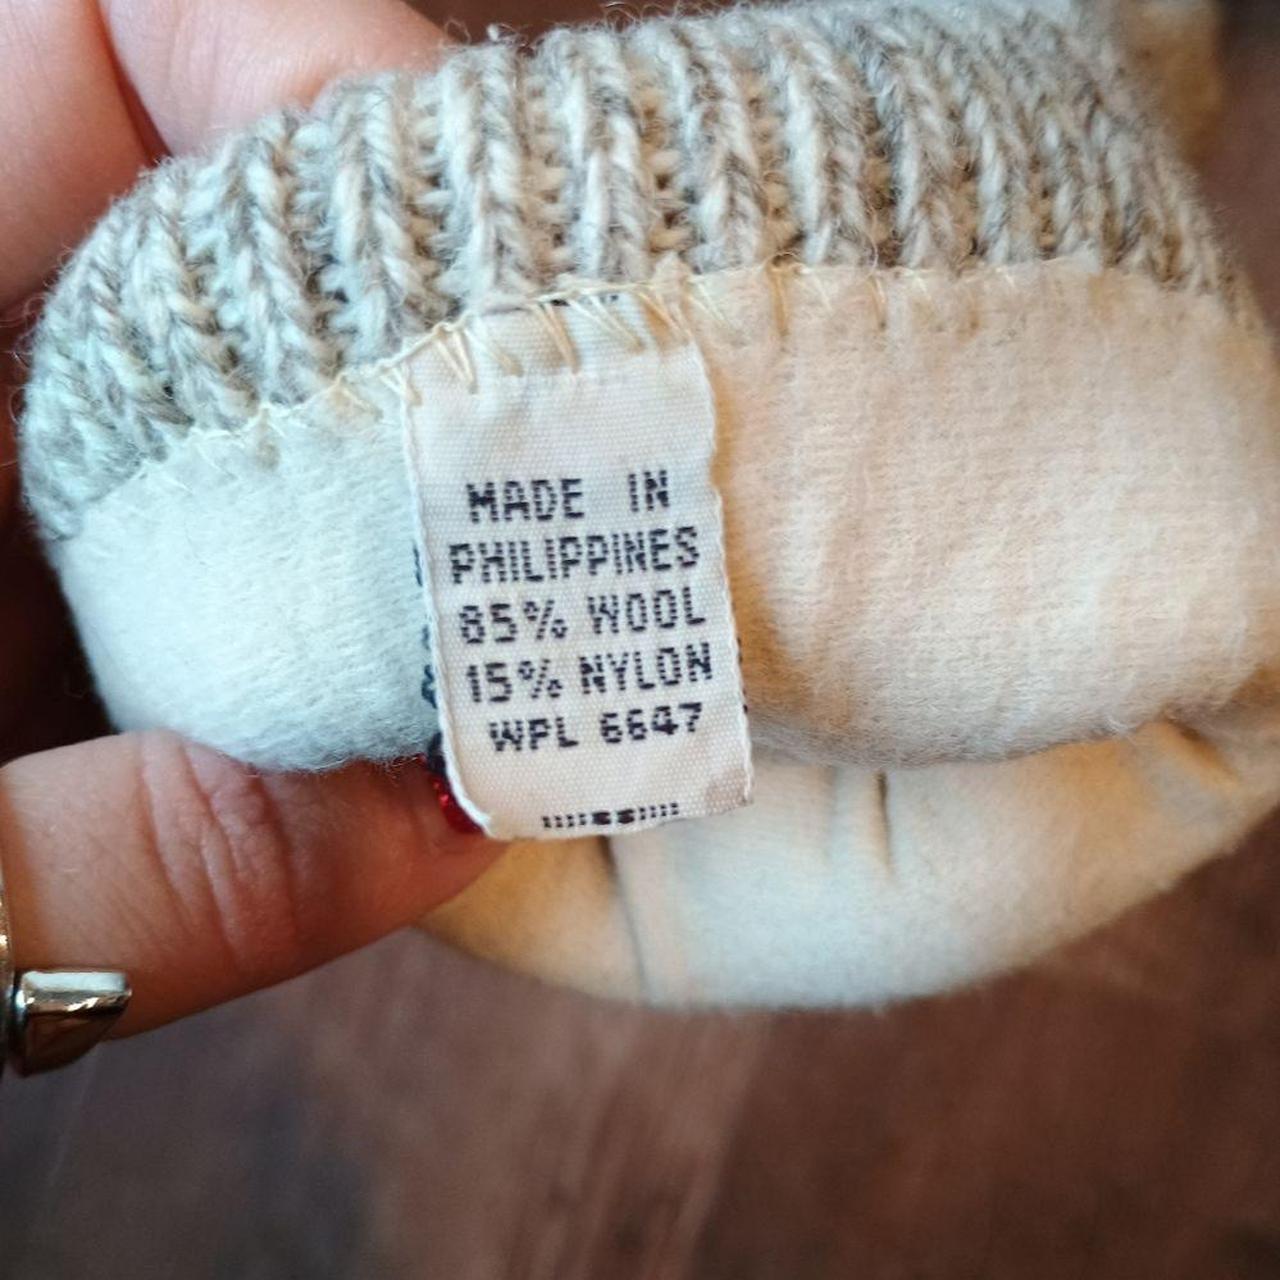 MADE IN
PHILIPPINES
85% WOOL
15% NYLON
WPL 6647